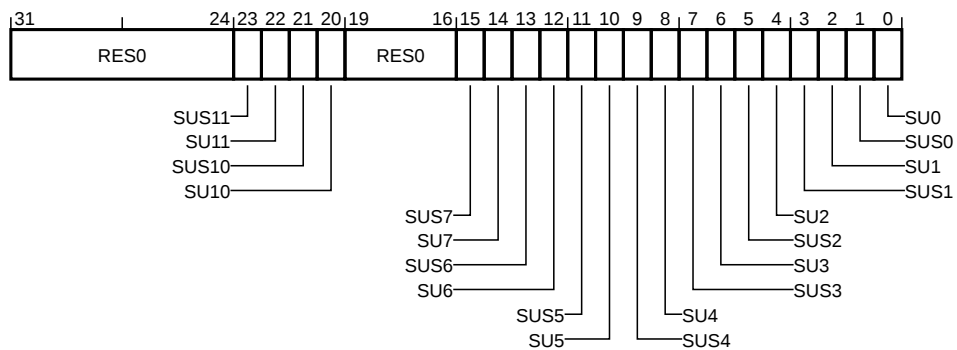 31 24 23 22 21 20 19 16 15 14 13 12 11 10 9 8 7 6 5 4 3 2 1 0
RES0 RES0
SUS11 SU0
SU11 SUS0
SUS10 SU1
SU10 SUS1
SUS7 SU2
SU7 SUS2
SUS6 SU3
SU6 SUS3
SUS5 SU4
SU5 SUS4